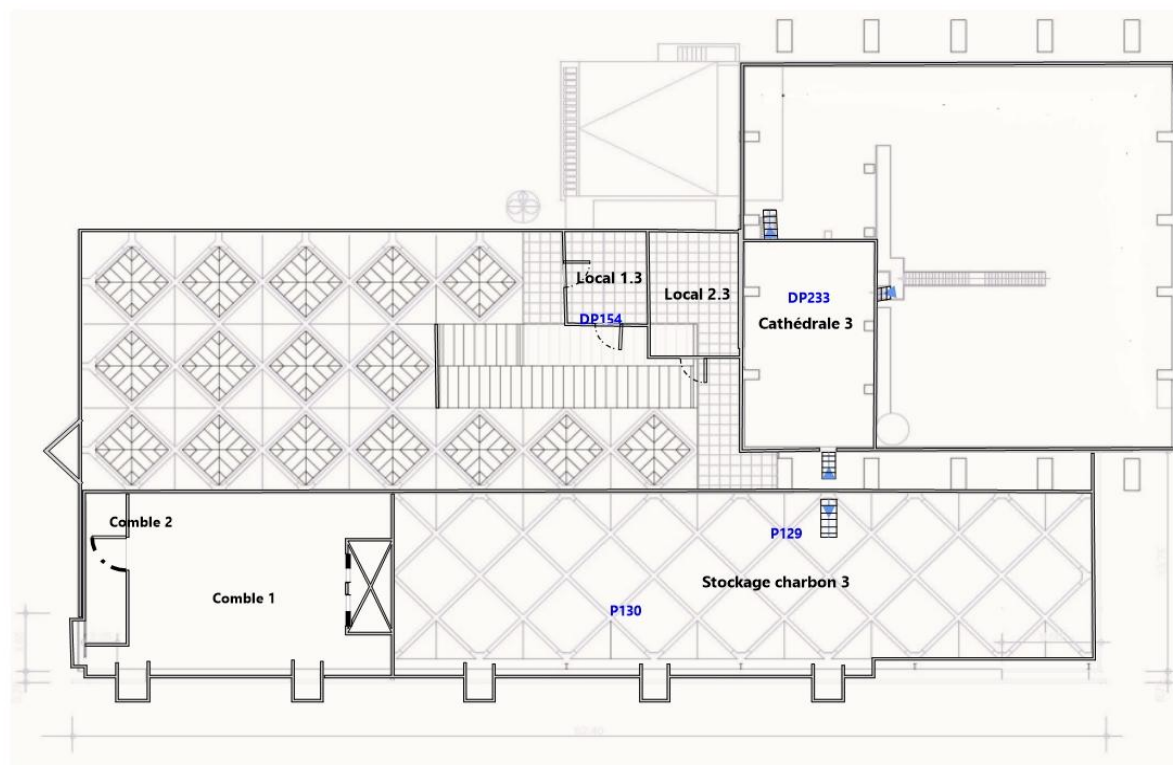 Local 1.3
Local 2.3
DP154
DP233
Cathédrale 3
Comble 2
P129
Stockage charbon 3
Comble 1
P130